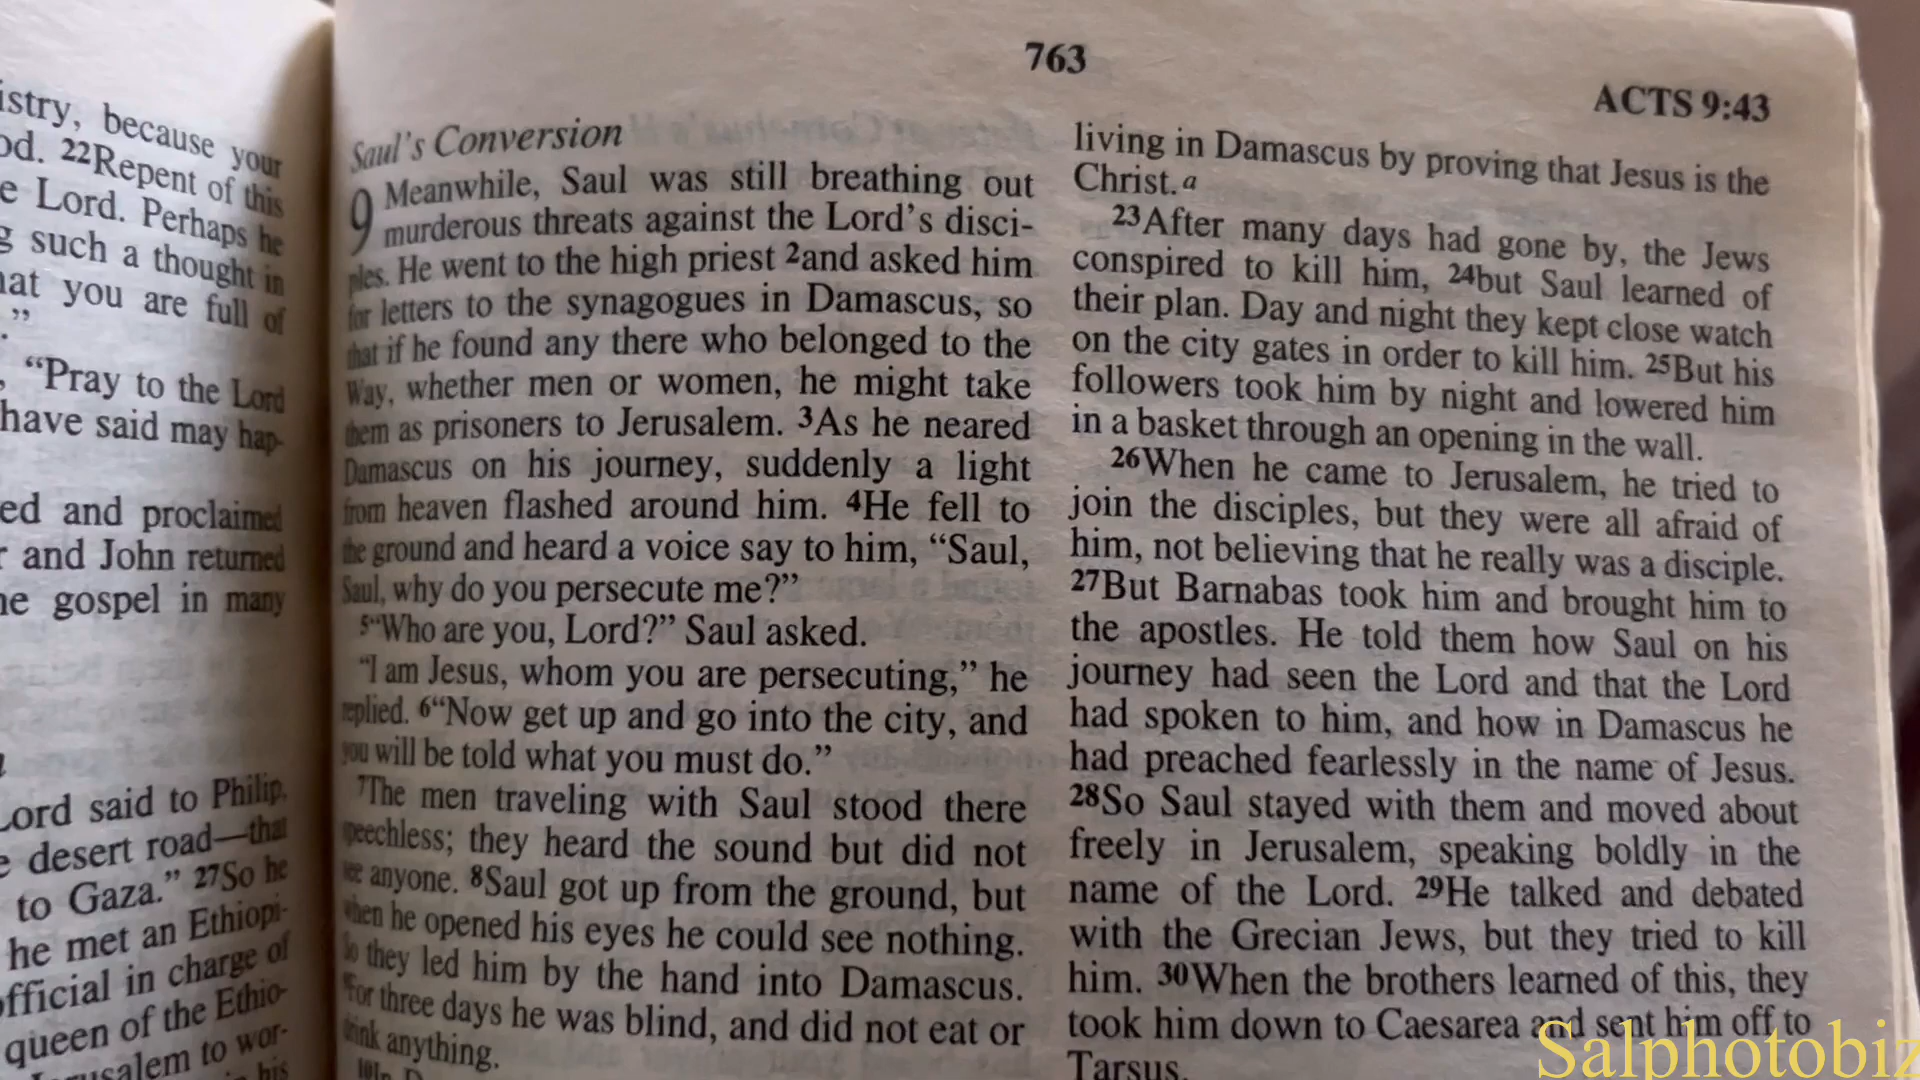 istry, because your
od. 22Repent of this
e Lord. Perhaps he
g such a thought in
hat you are full of
.”
, “Pray to the Lord
have said may hap-
ed and proclaimed
r and John returned
he gospel in many
Lord said to Philip,
e desert road—that
to Gaza.” 27So he
he met an Ethiopi-
official in charge of
queen of the Ethio-
Jerusalem to wor-
his
763
ACTS 9:43
Saul's Conversion
9 Meanwhile, Saul was still breathing out
murderous threats against the Lord’s disci-
ples. He went to the high priest 2and asked him
for letters to the synagogues in Damascus, so
that if he found any there who belonged to the
Way, whether men or women, he might take
them as prisoners to Jerusalem. 3As he neared
Damascus on his journey, suddenly a light
from heaven flashed around him. 4He fell to
the ground and heard a voice say to him, “Saul,
Saul, why do you persecute me?”
5“Who are you, Lord?” Saul asked.
“I am Jesus, whom you are persecuting,” he
replied. 6“Now get up and go into the city, and
you will be told what you must do.”
7The men traveling with Saul stood there
speechless; they heard the sound but did not
see anyone. 8Saul got up from the ground, but
when he opened his eyes he could see nothing.
So they led him by the hand into Damascus.
9For three days he was blind, and did not eat or
drink anything.
10In
living in Damascus by proving that Jesus is the
Christ. a
23After many days had gone by, the Jews
conspired to kill him, 24but Saul learned of
their plan. Day and night they kept close watch
on the city gates in order to kill him. 25But his
followers took him by night and lowered him
in a basket through an opening in the wall.
26When he came to Jerusalem, he tried to
join the disciples, but they were all afraid of
him, not believing that he really was a disciple.
27But Barnabas took him and brought him to
the apostles. He told them how Saul on his
journey had seen the Lord and that the Lord
had spoken to him, and how in Damascus he
had preached fearlessly in the name of Jesus.
28So Saul stayed with them and moved about
freely in Jerusalem, speaking boldly in the
name of the Lord. 29He talked and debated
with the Grecian Jews, but they tried to kill
him. 30When the brothers learned of this, they
took him down to Caesarea and sent him off to
Tarsus.
Salphotobiz